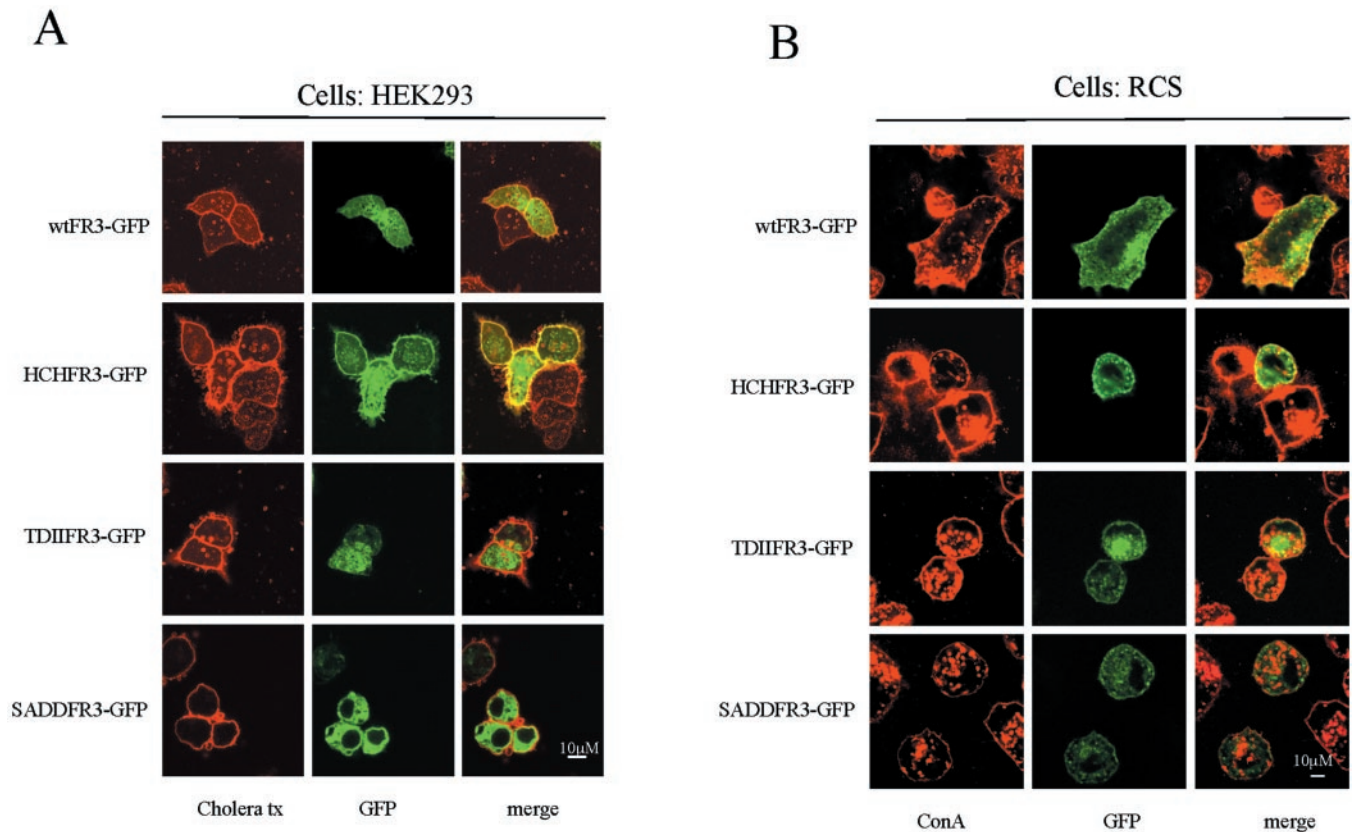 A
Cells: HEK293
wtFR3-GFP
HCHFR3-GFP
TDIIFR3-GFP
SADDFR3-GFP
10µM
Cholera tx GFP merge
B
Cells: RCS
wtFR3-GFP
HCHFR3-GFP
TDIIFR3-GFP
SADDFR3-GFP
10µM
ConA GFP merge